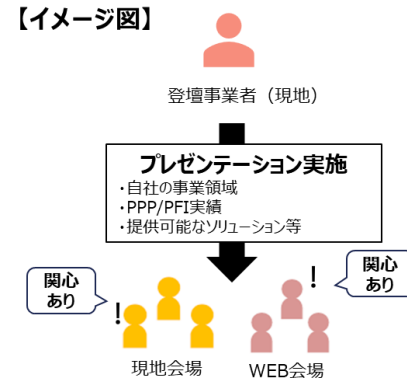 【イメージ図】
登壇事業者（現地）
プレゼンテーション実施
・自社の事業領域
・PPP/PFI実績
・提供可能なソリューション等
関心
あり
!
関心
あり
!
現地会場
WEB会場